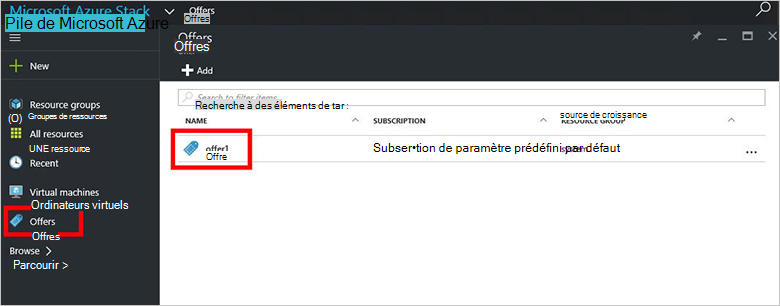 Microsoft Azure Stack
Offers
Pile de Microsoft Azure
Offres
Offers
Offres
New
Add
Search to filter items
Recherche à des éléments de tar :
Resource groups
(O) Groupes de ressources
All resources
UNE ressource
Recent
NAME
SUBSCRIPTION
source de croissance
RESOURCE GROUP
offer1
Offre
Subser•tion de paramètre prédéfini par défaut
...
Virtual machines
Ordinateurs virtuels
Offers
Offres
Browse >
Parcourir >